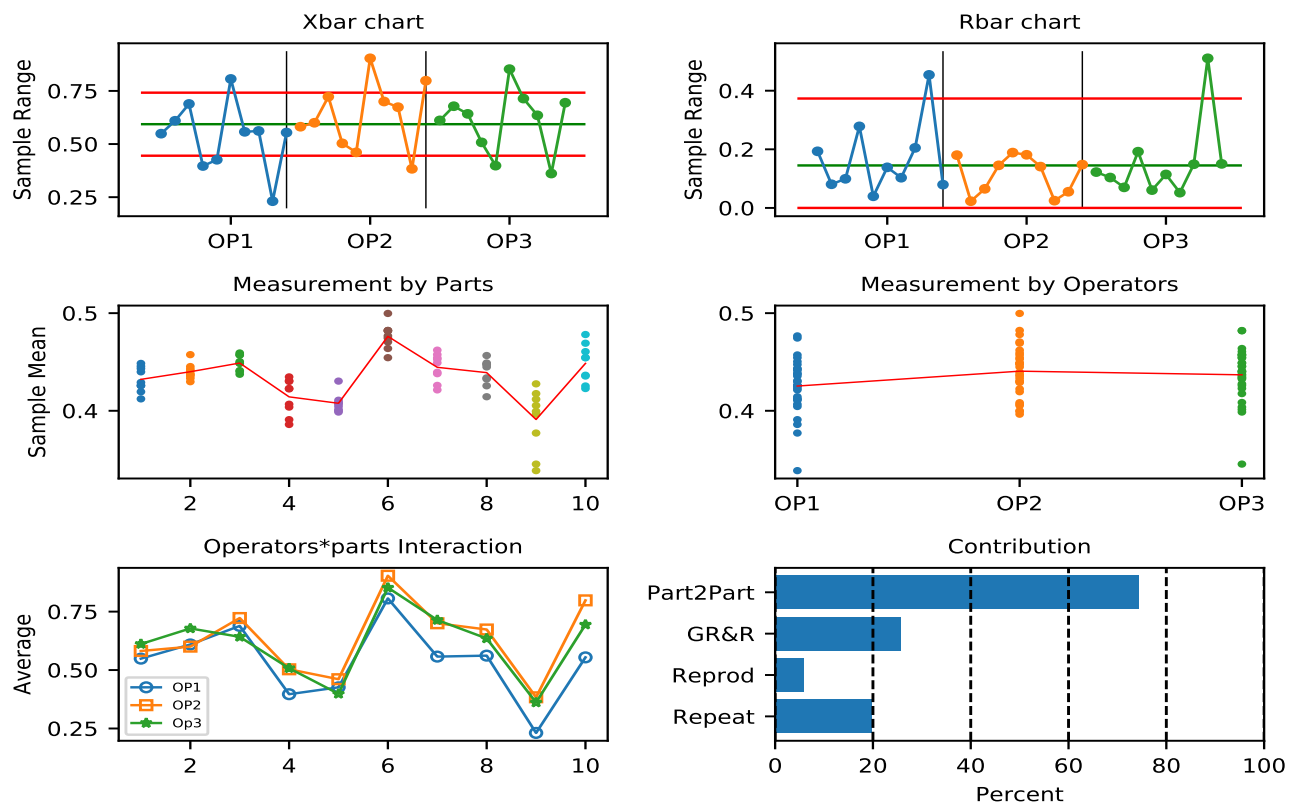 Xbar chart
Sample Range
0.75
0.50
0.25
OP1 OP2 OP3
Rbar chart
Sample Range
0.4
0.2
0.0
OP1 OP2 OP3
Measurement by Parts
Sample Mean
0.5
0.4
2 4 6 8 10
Measurement by Operators
0.5
0.4
OP1 OP2 OP3
Operators*parts Interaction
Average
0.75
0.50
0.25
OP1
OP2
Op3
2 4 6 8 10
Contribution
Part2Part
GR&R
Reprod
Repeat
0 20 40 60 80 100
Percent